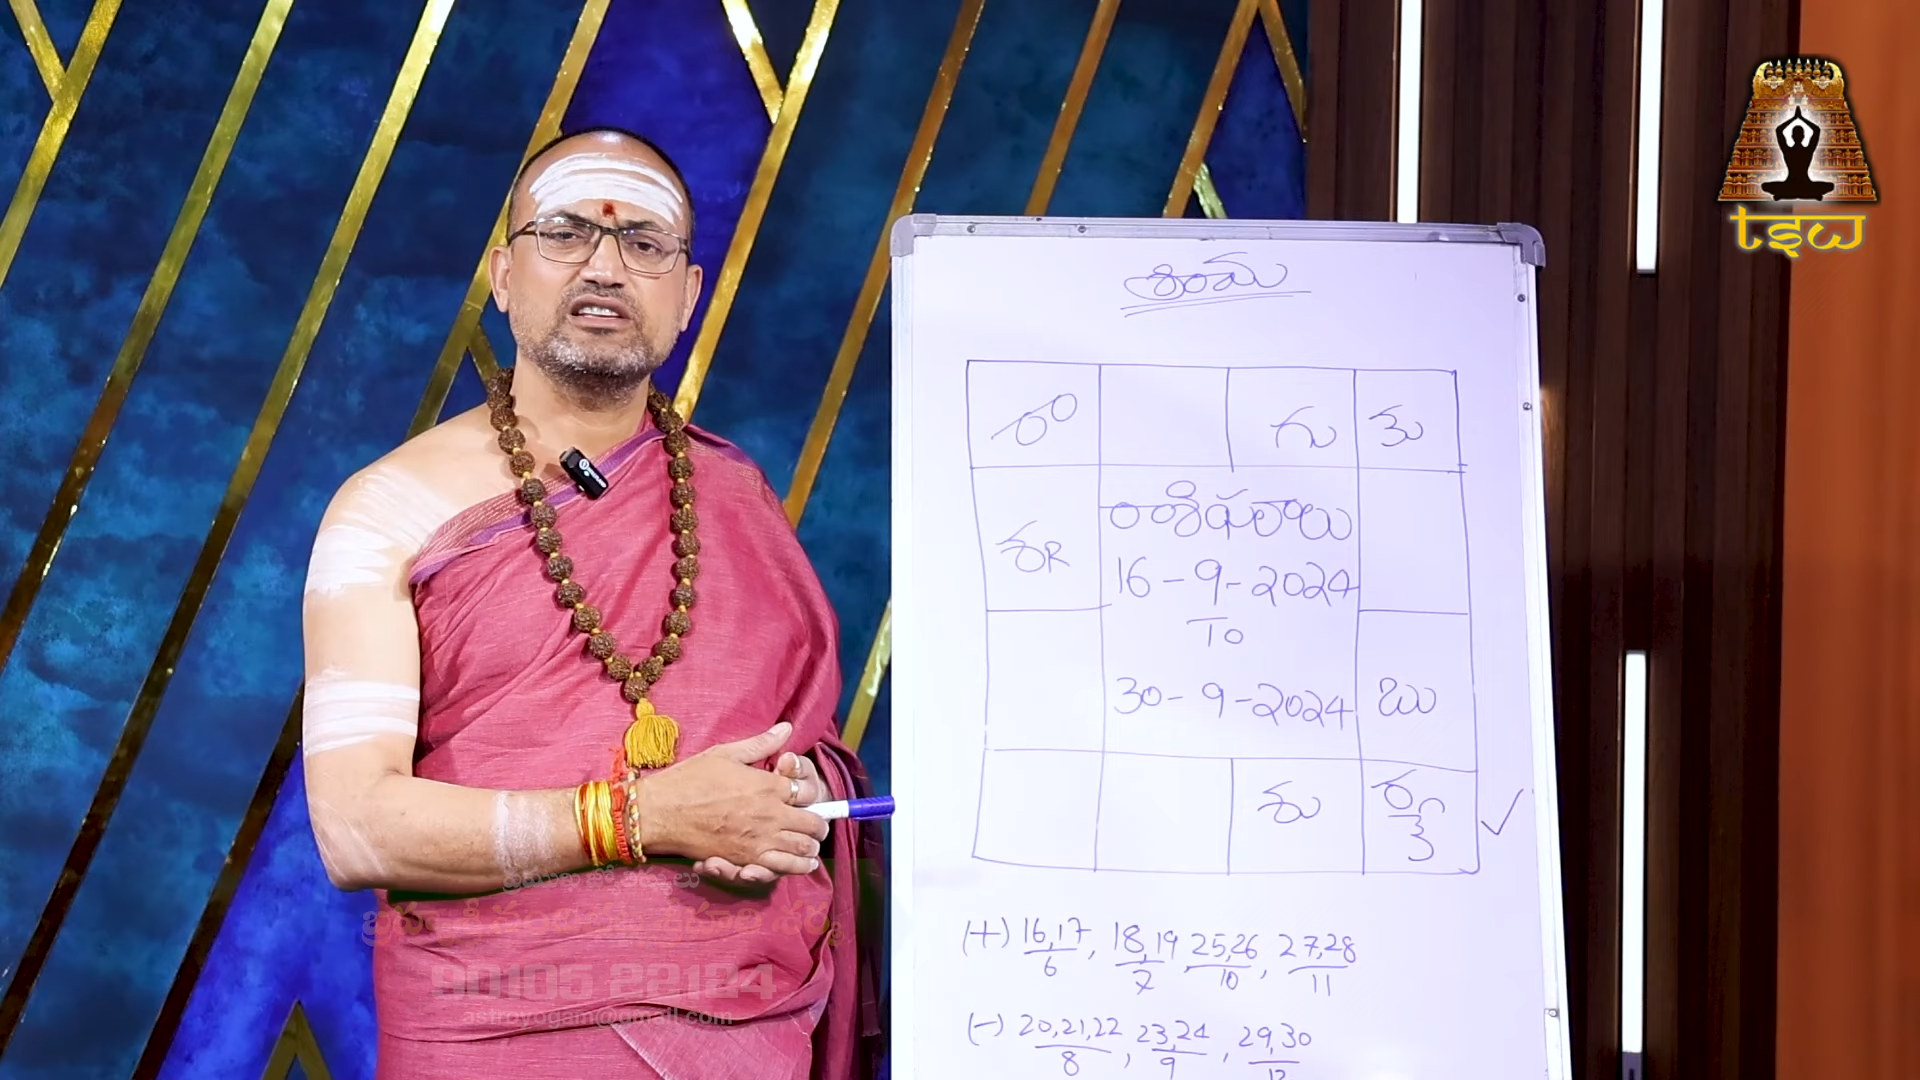 TSW
సింహ
రా
గు
కు
రాశిఫలాలు
శR
16-9-2024
To
30-9-2024
బు
శు
ర
కే
(+) 16,17/6, 18,19/7, 25,26/10, 27,28/11
(-) 20,21,22/8, 23,24/9, 29,30/12
90105 22124
astroyogam@gmail.com